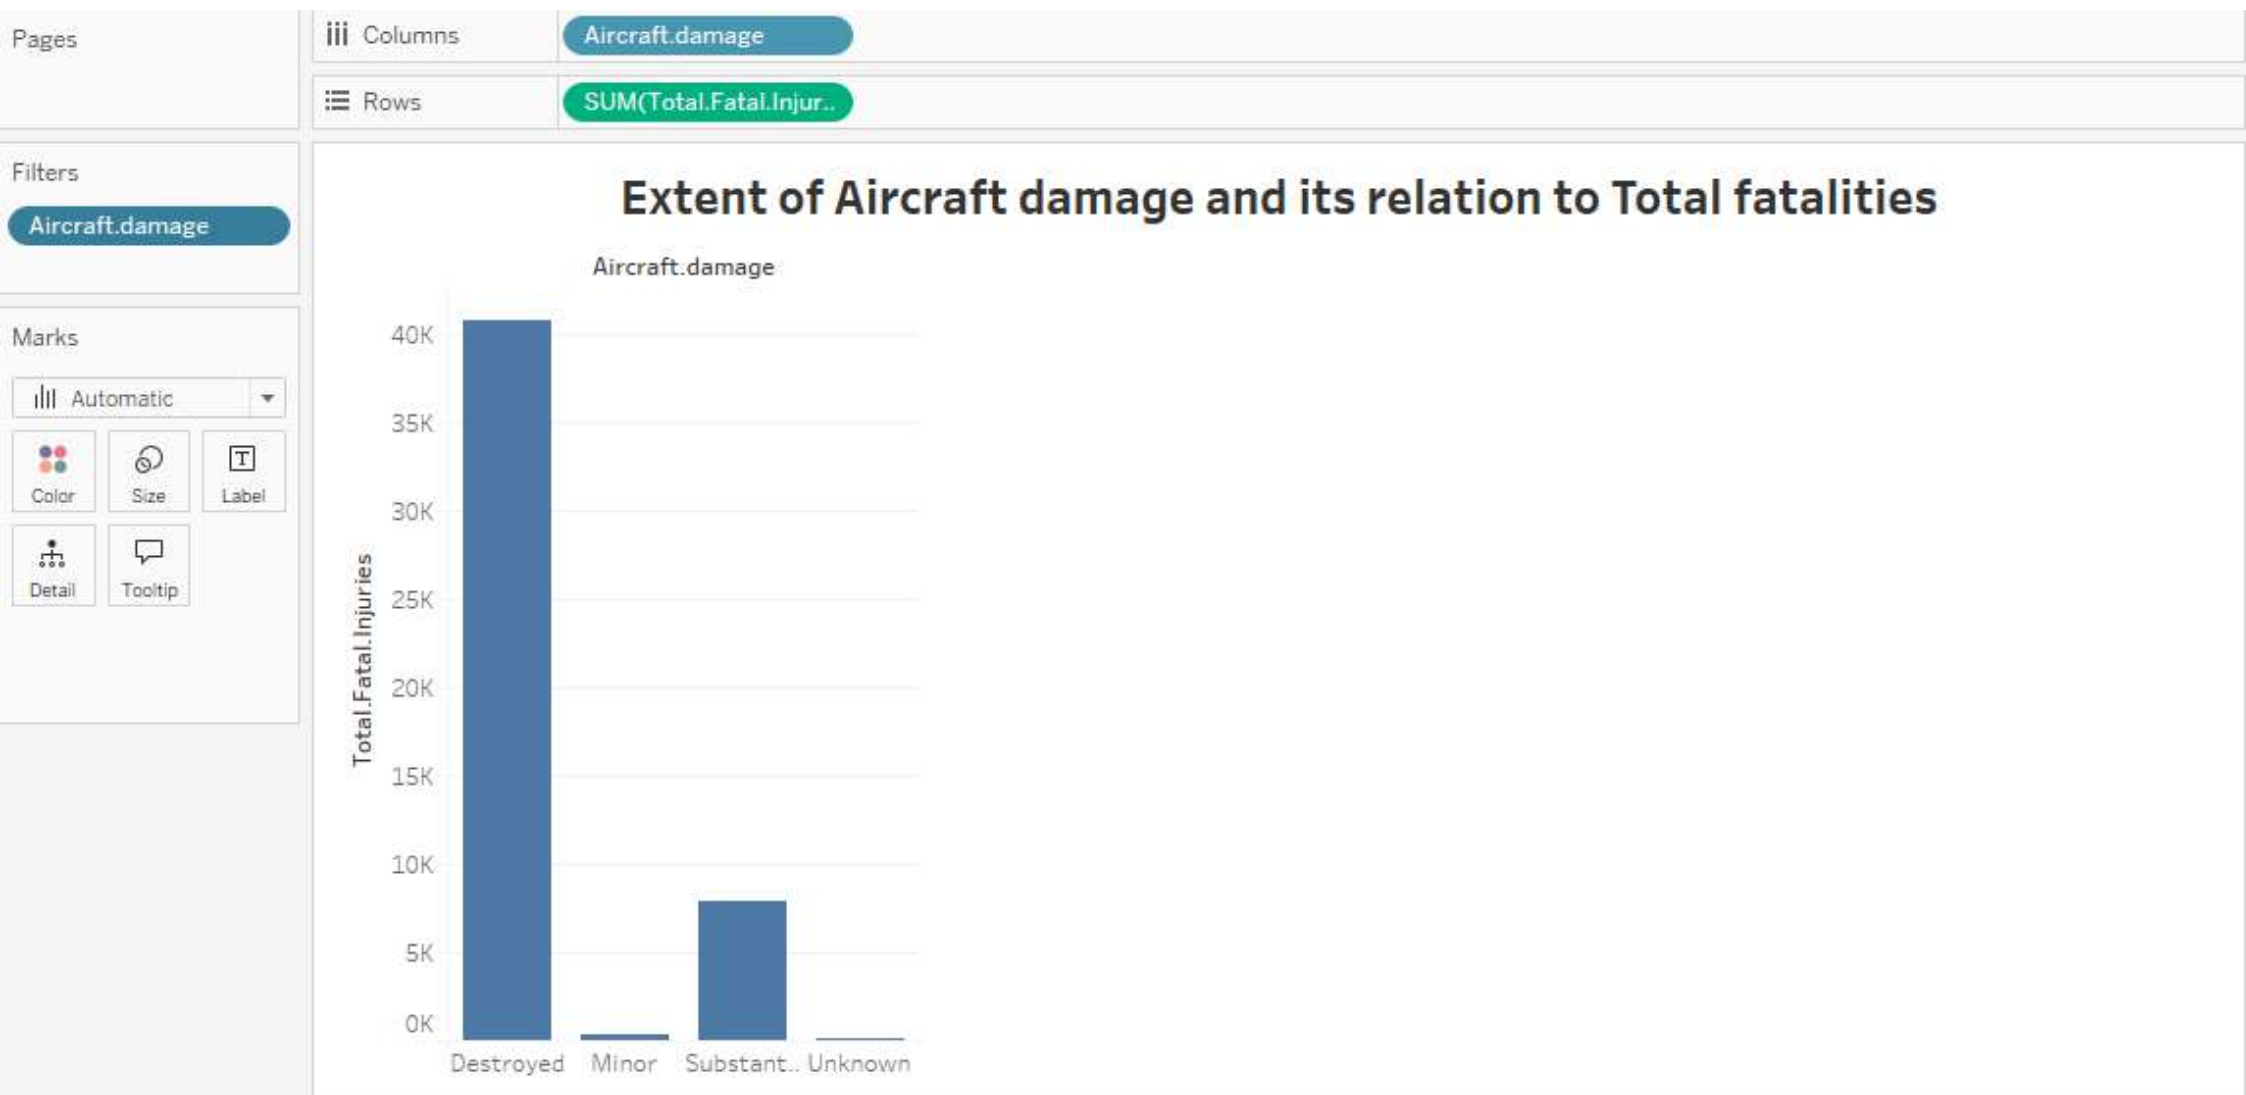 Pages
Columns
Aircraft.damage
Rows
SUM(Total.Fatal.Injur..
Filters
Aircraft.damage
Marks
Automatic
Color
Size
Label
Detail
Tooltip
Extent of Aircraft damage and its relation to Total fatalities
Aircraft.damage
Total.Fatal.Injuries
40K
35K
30K
25K
20K
15K
10K
5K
0K
Destroyed Minor Substant.. Unknown